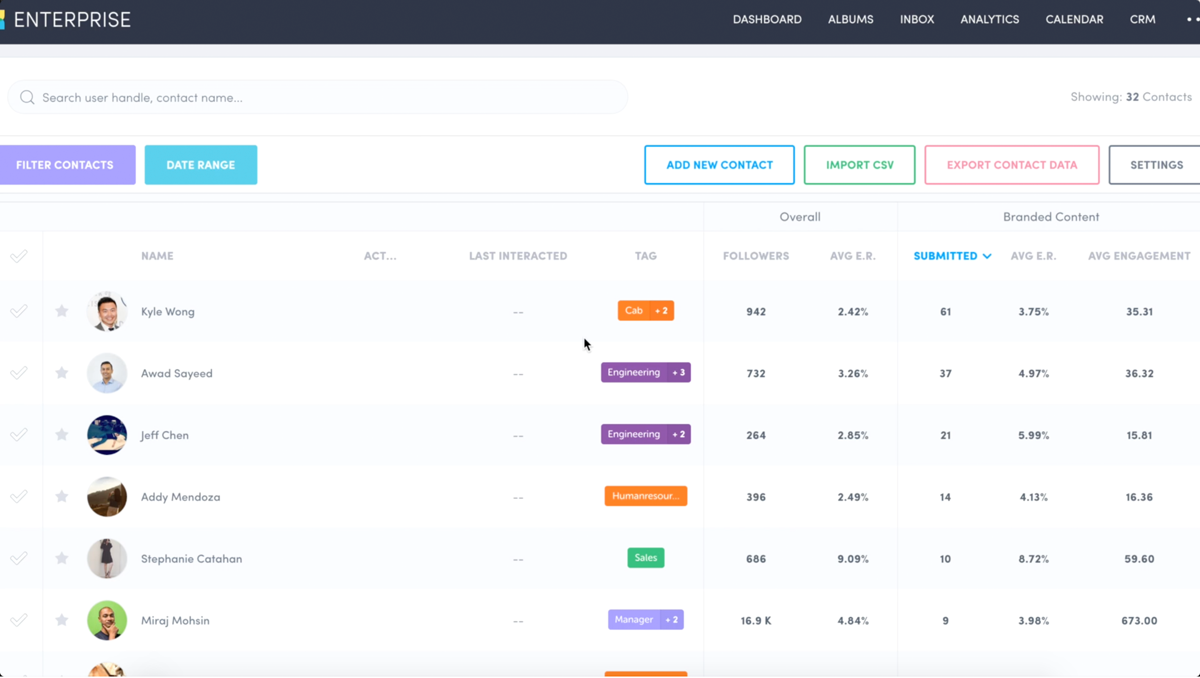 ENTERPRISE
DASHBOARD ALBUMS INBOX ANALYTICS CALENDAR CRM
Search user handle, contact name...
Showing: 32 Contacts
FILTER CONTACTS DATE RANGE ADD NEW CONTACT IMPORT CSV EXPORT CONTACT DATA SETTINGS
Overall Branded Content
NAME ACT... LAST INTERACTED TAG FOLLOWERS AVG E.R. SUBMITTED AVG E.R. AVG ENGAGEMENT
Kyle Wong -- Cab + 2 942 2.42% 61 3.75% 35.31
Awad Sayeed -- Engineering + 3 732 3.26% 37 4.97% 36.32
Jeff Chen -- Engineering + 2 264 2.85% 21 5.99% 15.81
Addy Mendoza -- Humanresour... 396 2.49% 14 4.13% 16.36
Stephanie Catahan -- Sales 686 9.09% 10 8.72% 59.60
Miraj Mohsin -- Manager + 2 16.9 K 4.84% 9 3.98% 673.00